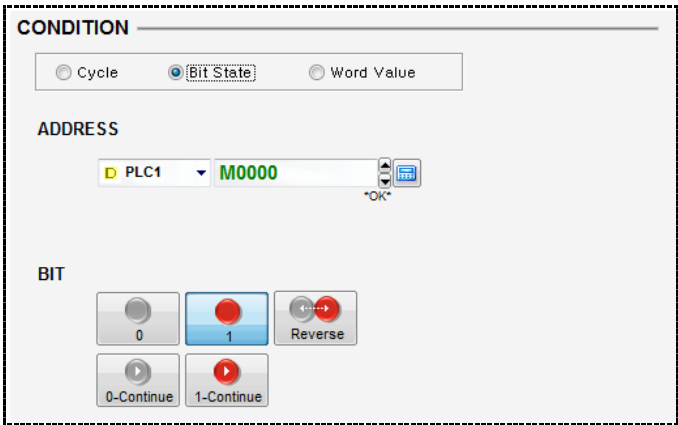 CONDITION
Cycle Bit State Word Value
ADDRESS
D PLC1 M0000
*OK*
BIT
0 1 Reverse
0-Continue 1-Continue